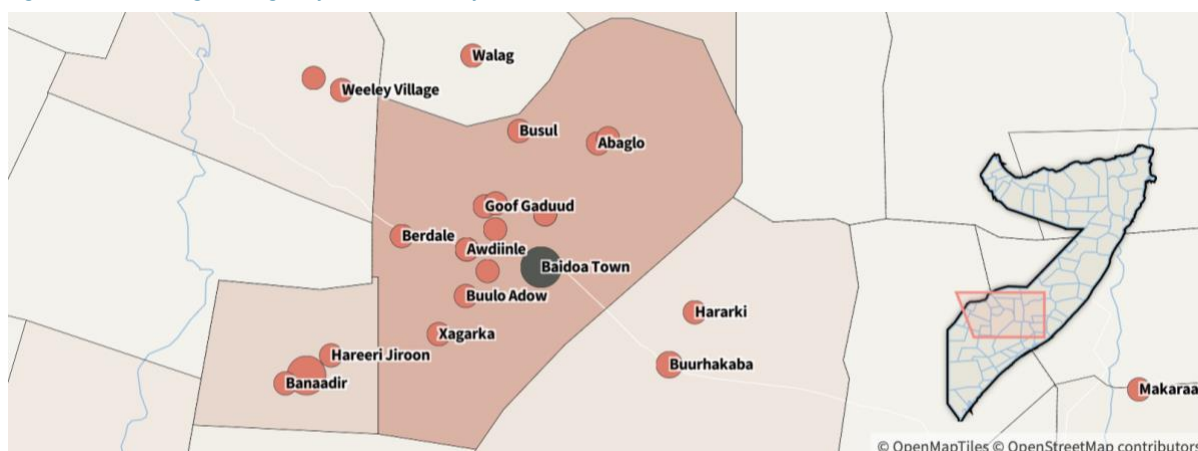 Walag
Weeley Village
Busul
Abaglo
Goof Gaduud
Berdale
Awdiinle
Baidoa Town
Buulo Adow
Hararki
Xagarka
Hareeri Jiroon
Buurhakaba
Banaadir
Makaraa
© OpenMapTiles © OpenStreetMap contributors